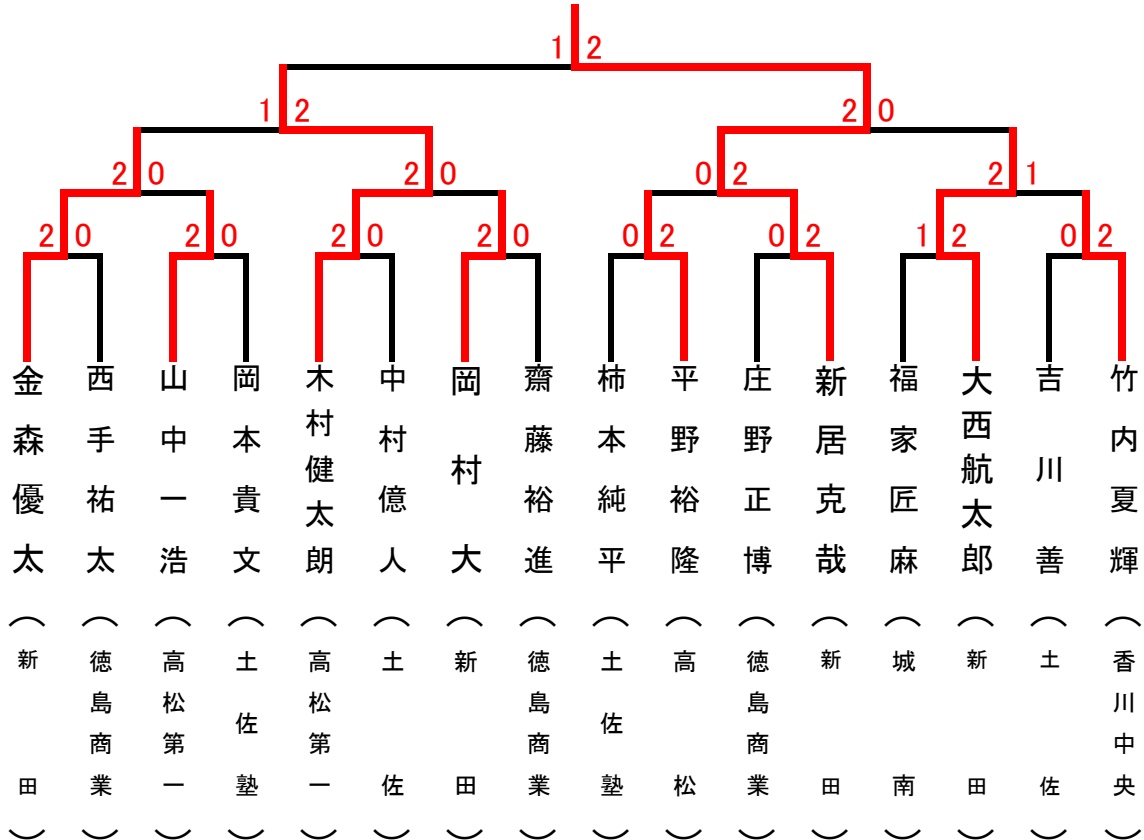 1 2
1 2
2 0
2 0
2 0
0 2
2 1
2 0
2 0
2 0
2 0
0 2
0 2
1 2
0 2
金森優太（新田）
西手祐太（徳島商業）
山中一浩（高松第一）
岡本貴文（土佐塾）
木村健太朗（高松第一）
中村億人（土佐）
岡村大（新田）
齋藤裕進（徳島商業）
柿本純平（土佐塾）
平野裕隆（高松）
庄野正博（徳島商業）
新居克哉（新田）
福家匠麻（城南）
大西航太郎（新田）
吉川善（土佐）
竹内夏輝（香川中央）